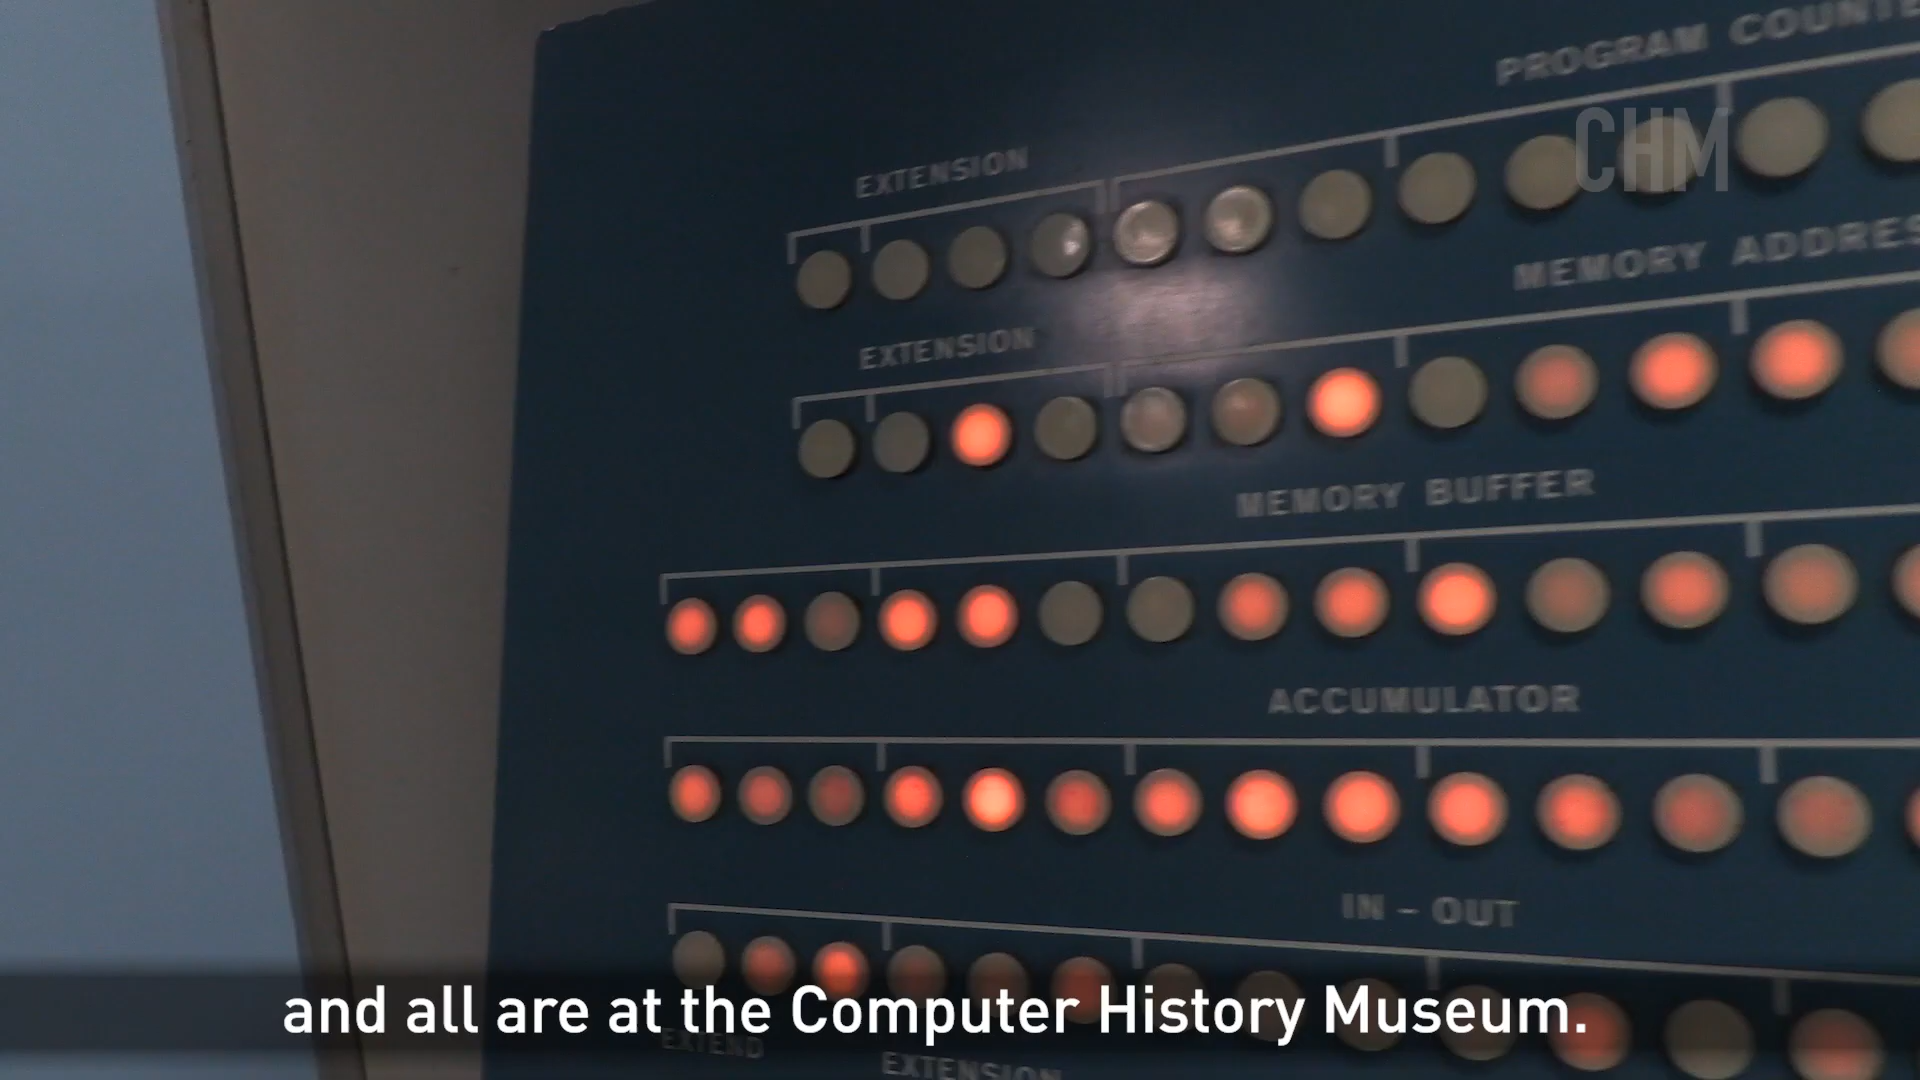 PROGRAM COUNTE
CHM
EXTENSION
MEMORY ADDRES
EXTENSION
MEMORY BUFFER
ACCUMULATOR
IN - OUT
and all are at the Computer History Museum.
EXTEND
EXTENSION